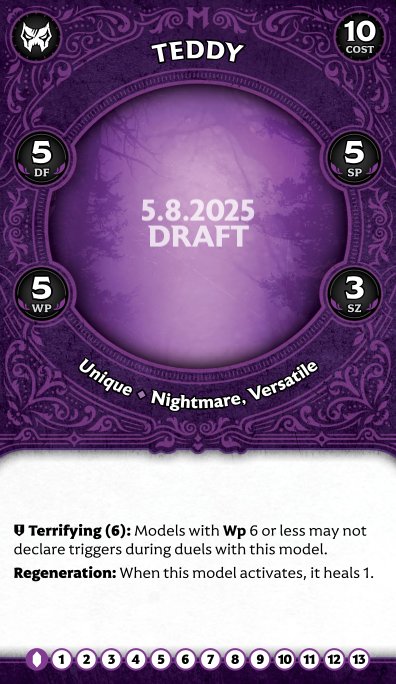 TEDDY
10
COST
5
DF
5
SP
5.8.2025
DRAFT
5
WP
3
SZ
Unique ⬥ Nightmare, Versatile
Terrifying (6): Models with Wp 6 or less may not
declare triggers during duels with this model.
Regeneration: When this model activates, it heals 1.
1 2 3 4 5 6 7 8 9 10 11 12 13